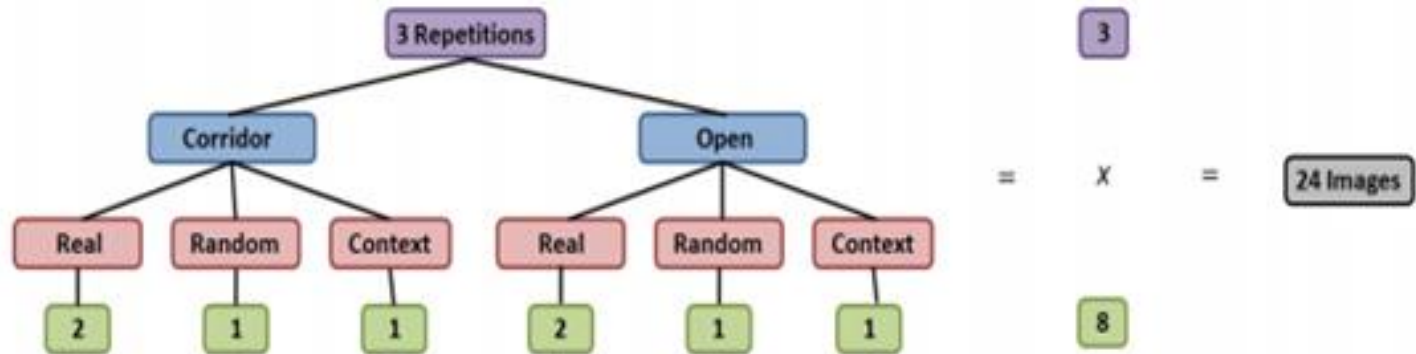 3 Repetitions
3
Corridor
Open
= X = 24 Images
Real Random Context Real Random Context
2 1 1 2 1 1
8